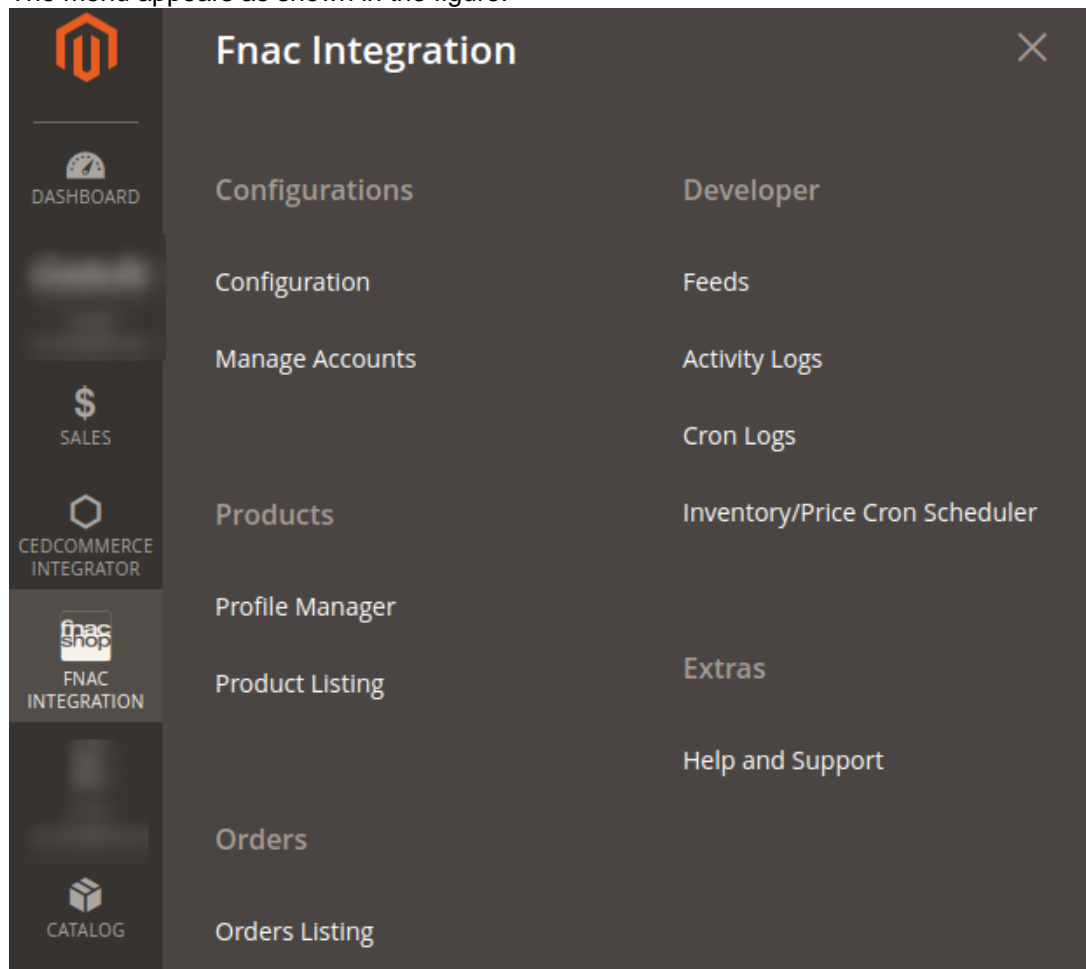 The menu appears as shown in the figure:
Fnac Integration
DASHBOARD
SALES
CEDCOMMERCE
INTEGRATOR
fnac
shop
FNAC
INTEGRATION
CATALOG
Configurations
Configuration
Manage Accounts
Products
Profile Manager
Product Listing
Orders
Orders Listing
Developer
Feeds
Activity Logs
Cron Logs
Inventory/Price Cron Scheduler
Extras
Help and Support